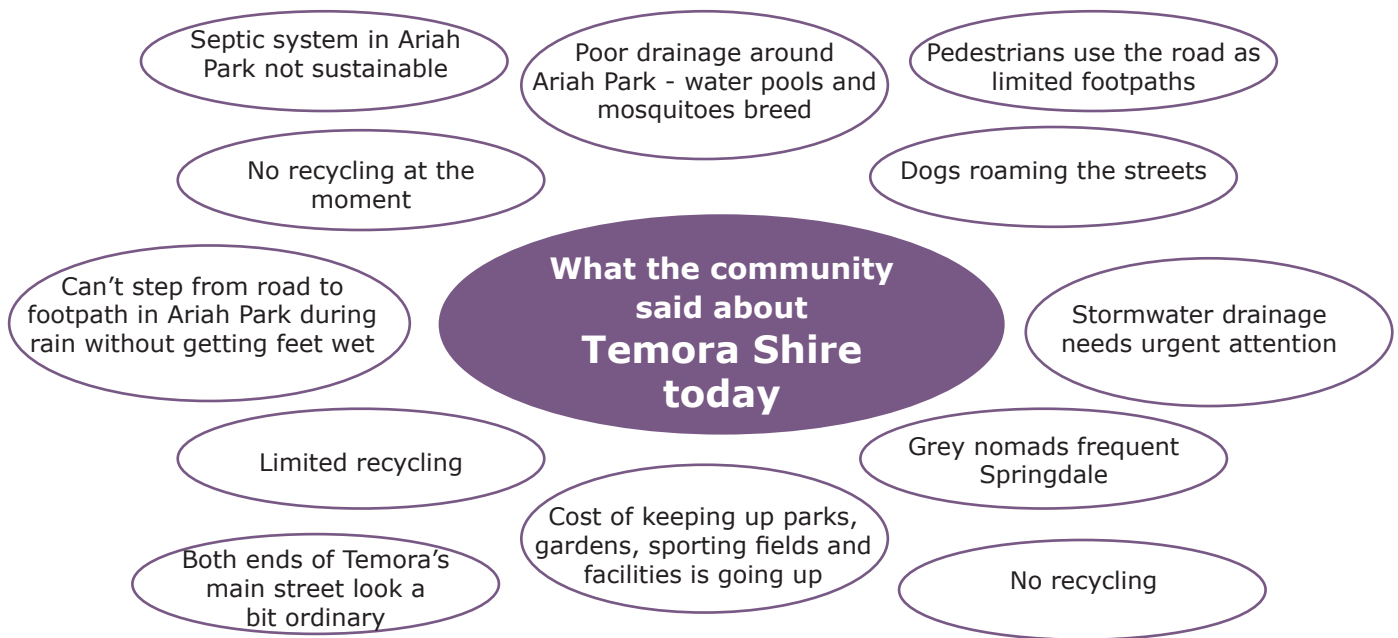 Septic system in Ariah
Park not sustainable
Poor drainage around
Ariah Park - water pools and
mosquitoes breed
Pedestrians use the road as
limited footpaths
No recycling at the
moment
Dogs roaming the streets
Can’t step from road to
footpath in Ariah Park during
rain without getting feet wet
What the community
said about
Temora Shire
today
Stormwater drainage
needs urgent attention
Limited recycling
Grey nomads frequent
Springdale
Both ends of Temora’s
main street look a
bit ordinary
Cost of keeping up parks,
gardens, sporting fields and
facilities is going up
No recycling